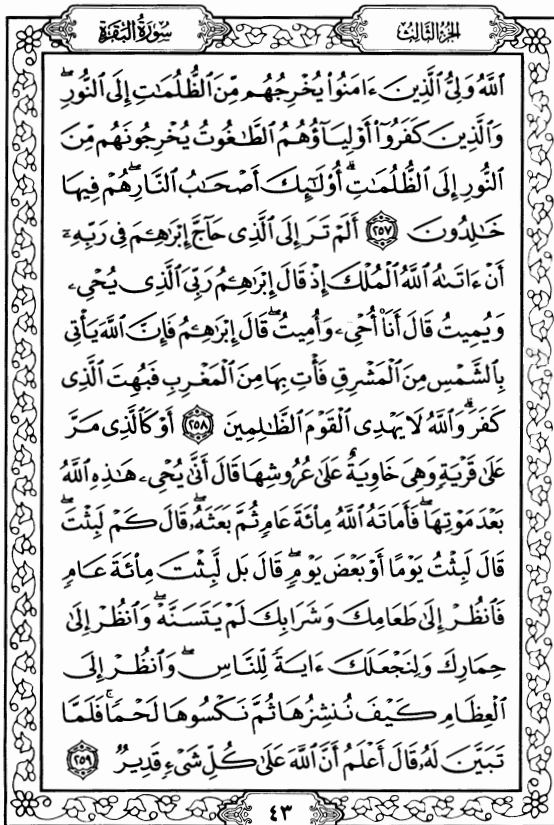 سُورَةُ الْبَقَرَةِ
الجُزْءُ الثَّالِثُ
ٱللَّهُ وَلِىُّ ٱلَّذِينَ ءَامَنُوا۟ يُخْرِجُهُم مِّنَ ٱلظُّلُمَٰتِ إِلَى ٱلنُّورِۖ
وَٱلَّذِينَ كَفَرُوٓا۟ أَوْلِيَآؤُهُمُ ٱلطَّٰغُوتُ يُخْرِجُونَهُم مِّنَ
ٱلنُّورِ إِلَى ٱلظُّلُمَٰتِۗ أُو۟لَٰٓئِكَ أَصْحَٰبُ ٱلنَّارِۖ هُمْ فِيهَا
خَٰلِدُونَ ﴿٢٥٧﴾ أَلَمْ تَرَ إِلَى ٱلَّذِى حَآجَّ إِبْرَٰهِـۧمَ فِى رَبِّهِۦٓ
أَنْ ءَاتَىٰهُ ٱللَّهُ ٱلْمُلْكَ إِذْ قَالَ إِبْرَٰهِـۧمُ رَبِّىَ ٱلَّذِى يُحْىِۦ
وَيُمِيتُ قَالَ أَنَا۠ أُحْىِۦ وَأُمِيتُۖ قَالَ إِبْرَٰهِـۧمُ فَإِنَّ ٱللَّهَ يَأْتِى
بِٱلشَّمْسِ مِنَ ٱلْمَشْرِقِ فَأْتِ بِهَا مِنَ ٱلْمَغْرِبِ فَبُهِتَ ٱلَّذِى
كَفَرَۗ وَٱللَّهُ لَا يَهْدِى ٱلْقَوْمَ ٱلظَّٰلِمِينَ ﴿٢٥٨﴾ أَوْ كَٱلَّذِى مَرَّ
عَلَىٰ قَرْيَةٍ وَهِىَ خَاوِيَةٌ عَلَىٰ عُرُوشِهَا قَالَ أَنَّىٰ يُحْىِۦ هَٰذِهِ ٱللَّهُ
بَعْدَ مَوْتِهَاۖ فَأَمَاتَهُ ٱللَّهُ مِا۟ئَةَ عَامٍ ثُمَّ بَعَثَهُۥۖ قَالَ كَمْ لَبِثْتَۖ
قَالَ لَبِثْتُ يَوْمًا أَوْ بَعْضَ يَوْمٍۖ قَالَ بَل لَّبِثْتَ مِا۟ئَةَ عَامٍ
فَٱنظُرْ إِلَىٰ طَعَامِكَ وَشَرَابِكَ لَمْ يَتَسَنَّهْۖ وَٱنظُرْ إِلَىٰ
حِمَارِكَ وَلِنَجْعَلَكَ ءَايَةً لِّلنَّاسِۖ وَٱنظُرْ إِلَى
ٱلْعِظَامِ كَيْفَ نُنشِزُهَا ثُمَّ نَكْسُوهَا لَحْمًاۚ فَلَمَّا
تَبَيَّنَ لَهُۥ قَالَ أَعْلَمُ أَنَّ ٱللَّهَ عَلَىٰ كُلِّ شَىْءٍ قَدِيرٌ ﴿٢٥٩﴾
٤٣